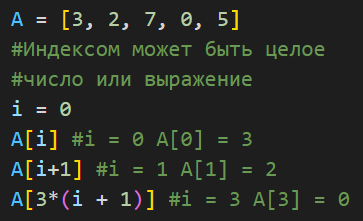 A = [3, 2, 7, 0, 5]
#Индексом может быть целое
#число или выражение
i = 0
A[i] #i = 0 A[0] = 3
A[i+1] #i = 1 A[1] = 2
A[3*(i + 1)] #i = 3 A[3] = 0